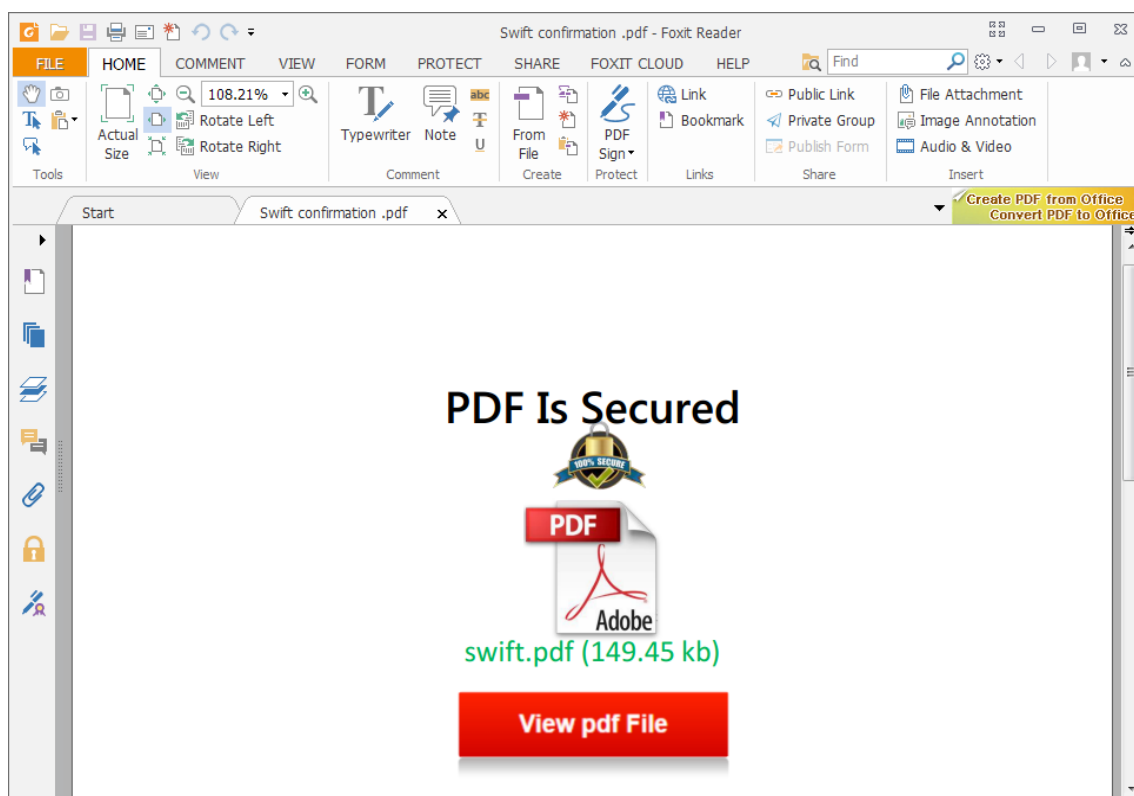 Swift confirmation .pdf - Foxit Reader
FILE HOME COMMENT VIEW FORM PROTECT SHARE FOXIT CLOUD HELP Find
108.21%
Rotate Left
Rotate Right
Actual
Size
Typewriter Note
abc
T
U
From
File
PDF
Sign
Link
Bookmark
Public Link
Private Group
Publish Form
File Attachment
Image Annotation
Audio & Video
Tools View Comment Create Protect Links Share Insert
Start Swift confirmation .pdf x
Create PDF from Office
Convert PDF to Office
PDF Is Secured
100% SECURE
PDF
Adobe
swift.pdf (149.45 kb)
View pdf File